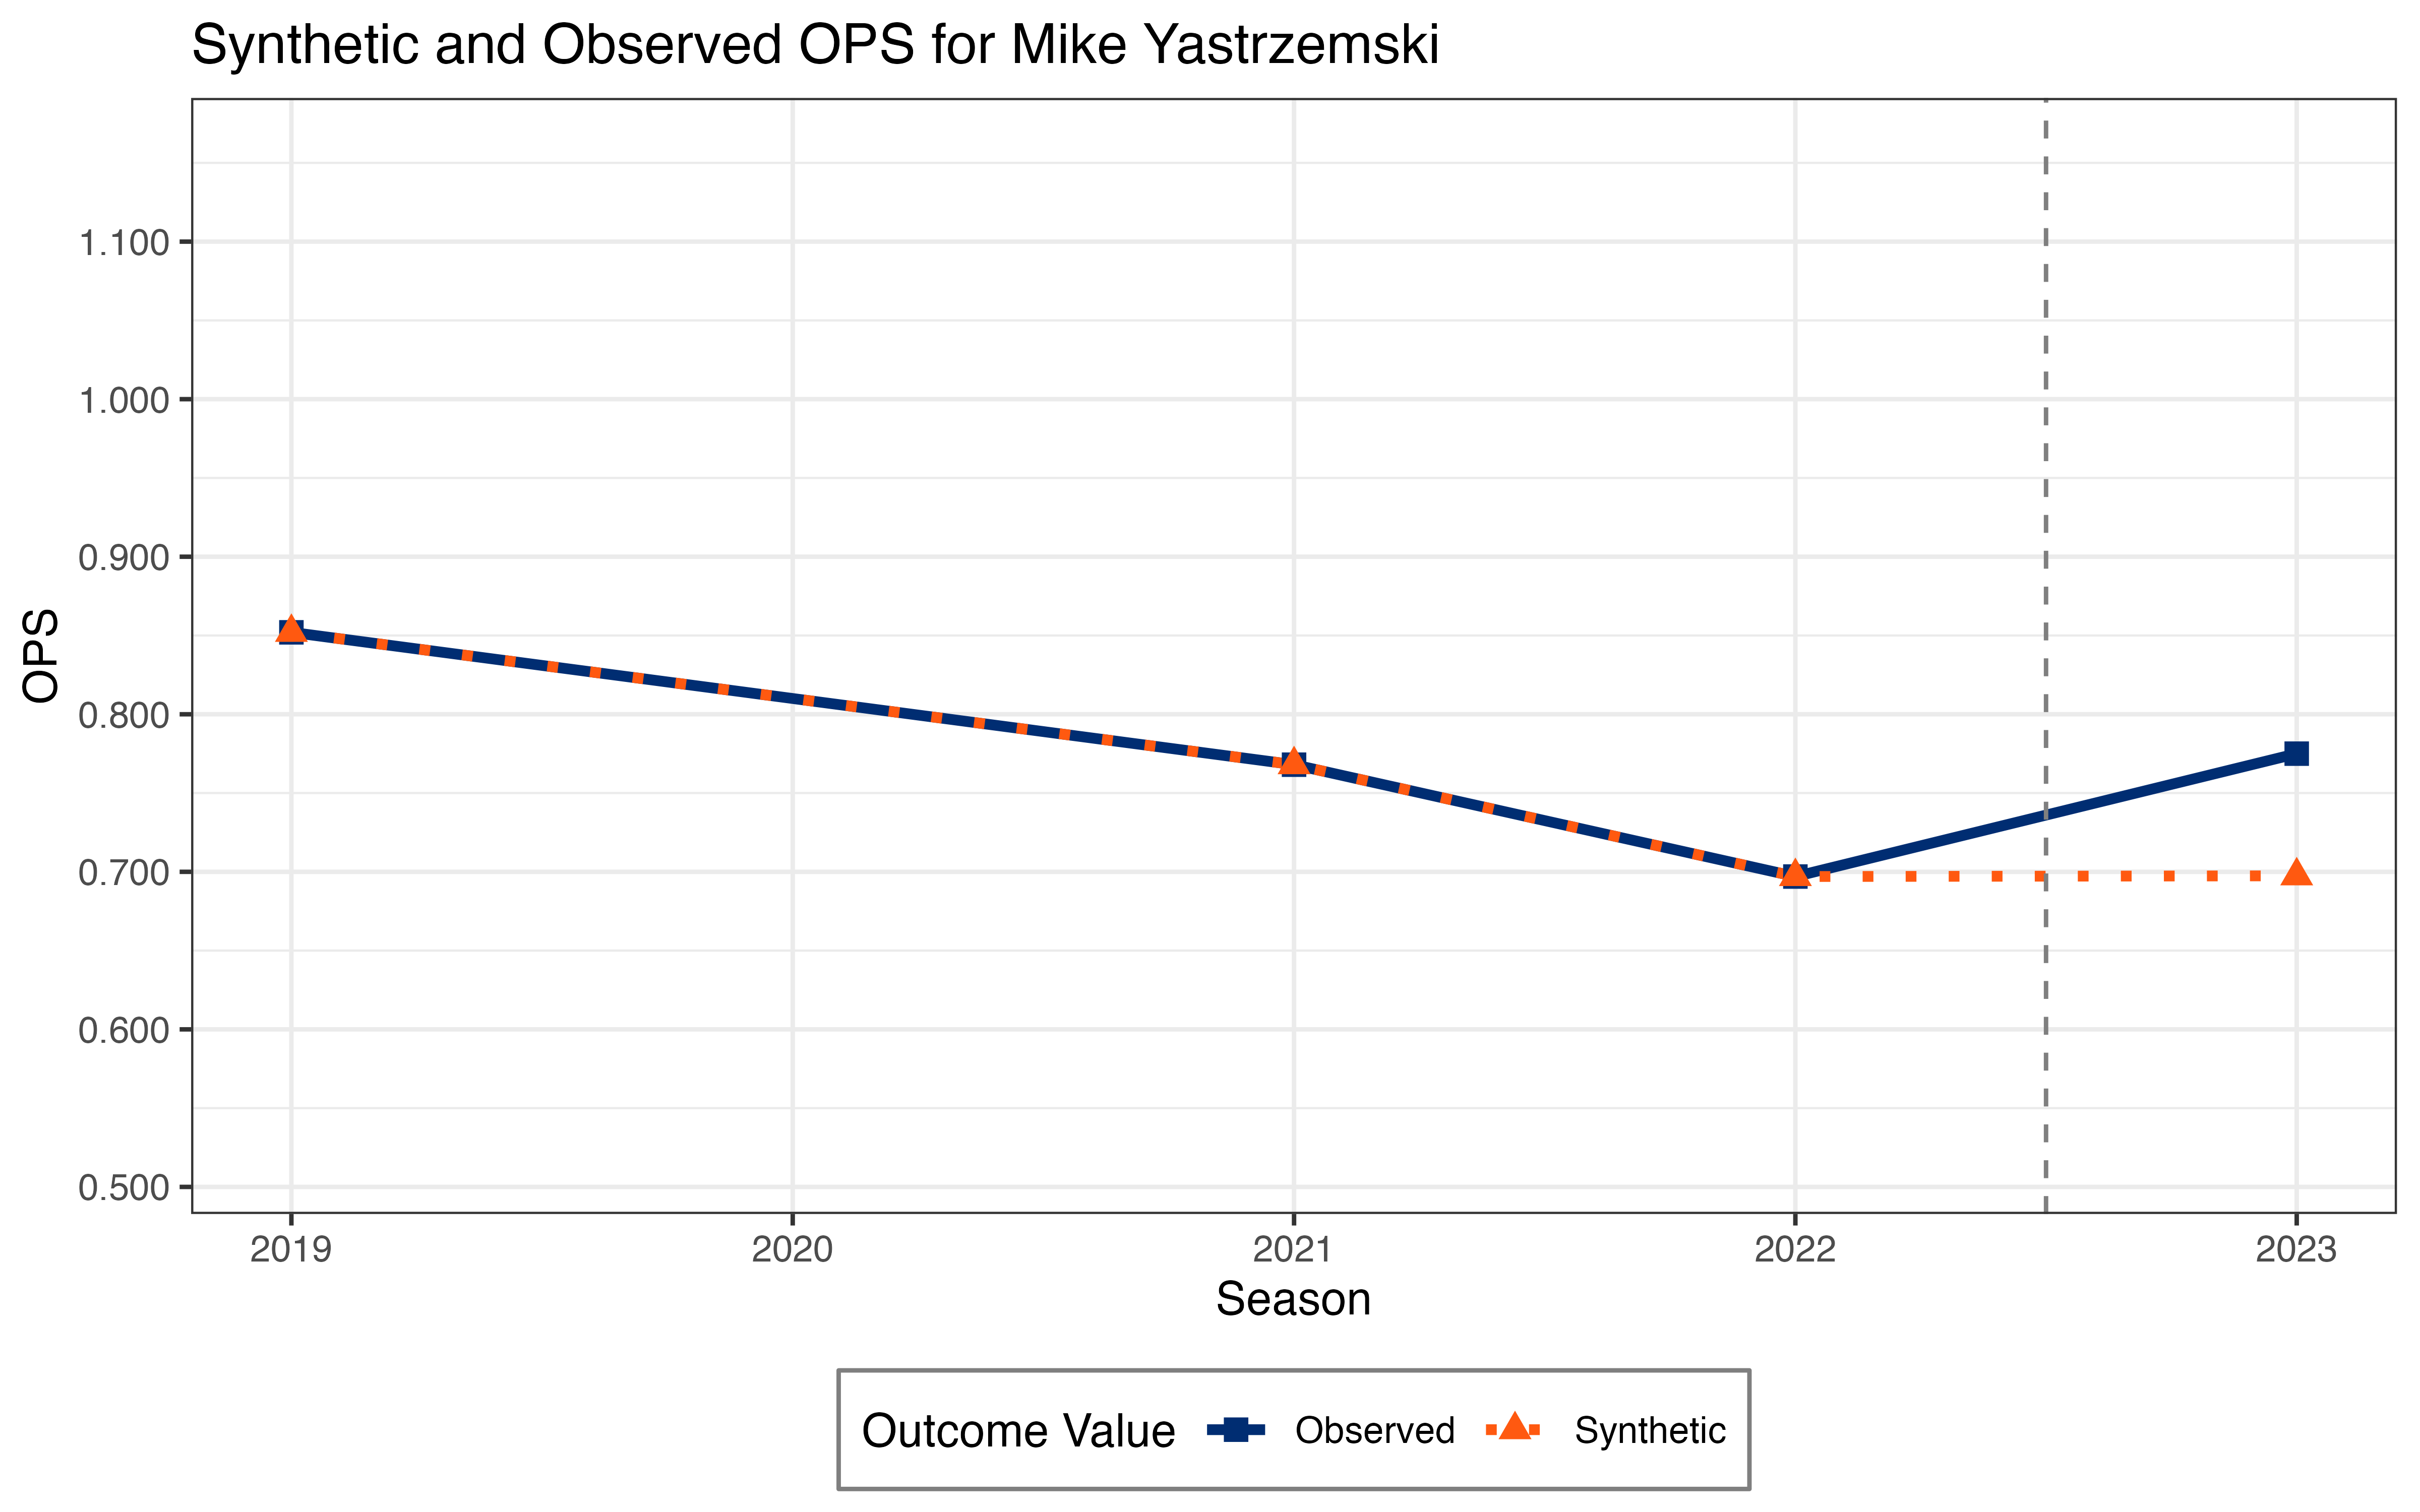 Synthetic and Observed OPS for Mike Yastrzemski
1.100
1.000
0.900
0.800
0.700
0.600
0.500
OPS
2019 2020 2021 2022 2023
Season
Outcome Value Observed Synthetic